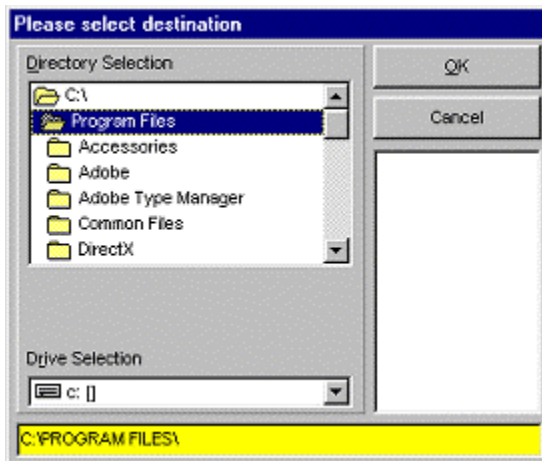 Please select destination
Directory Selection
C:\
Program Files
Accessories
Adobe
Adobe Type Manager
Common Files
DirectX
OK
Cancel
Drive Selection
c: []
C:\PROGRAM FILES\